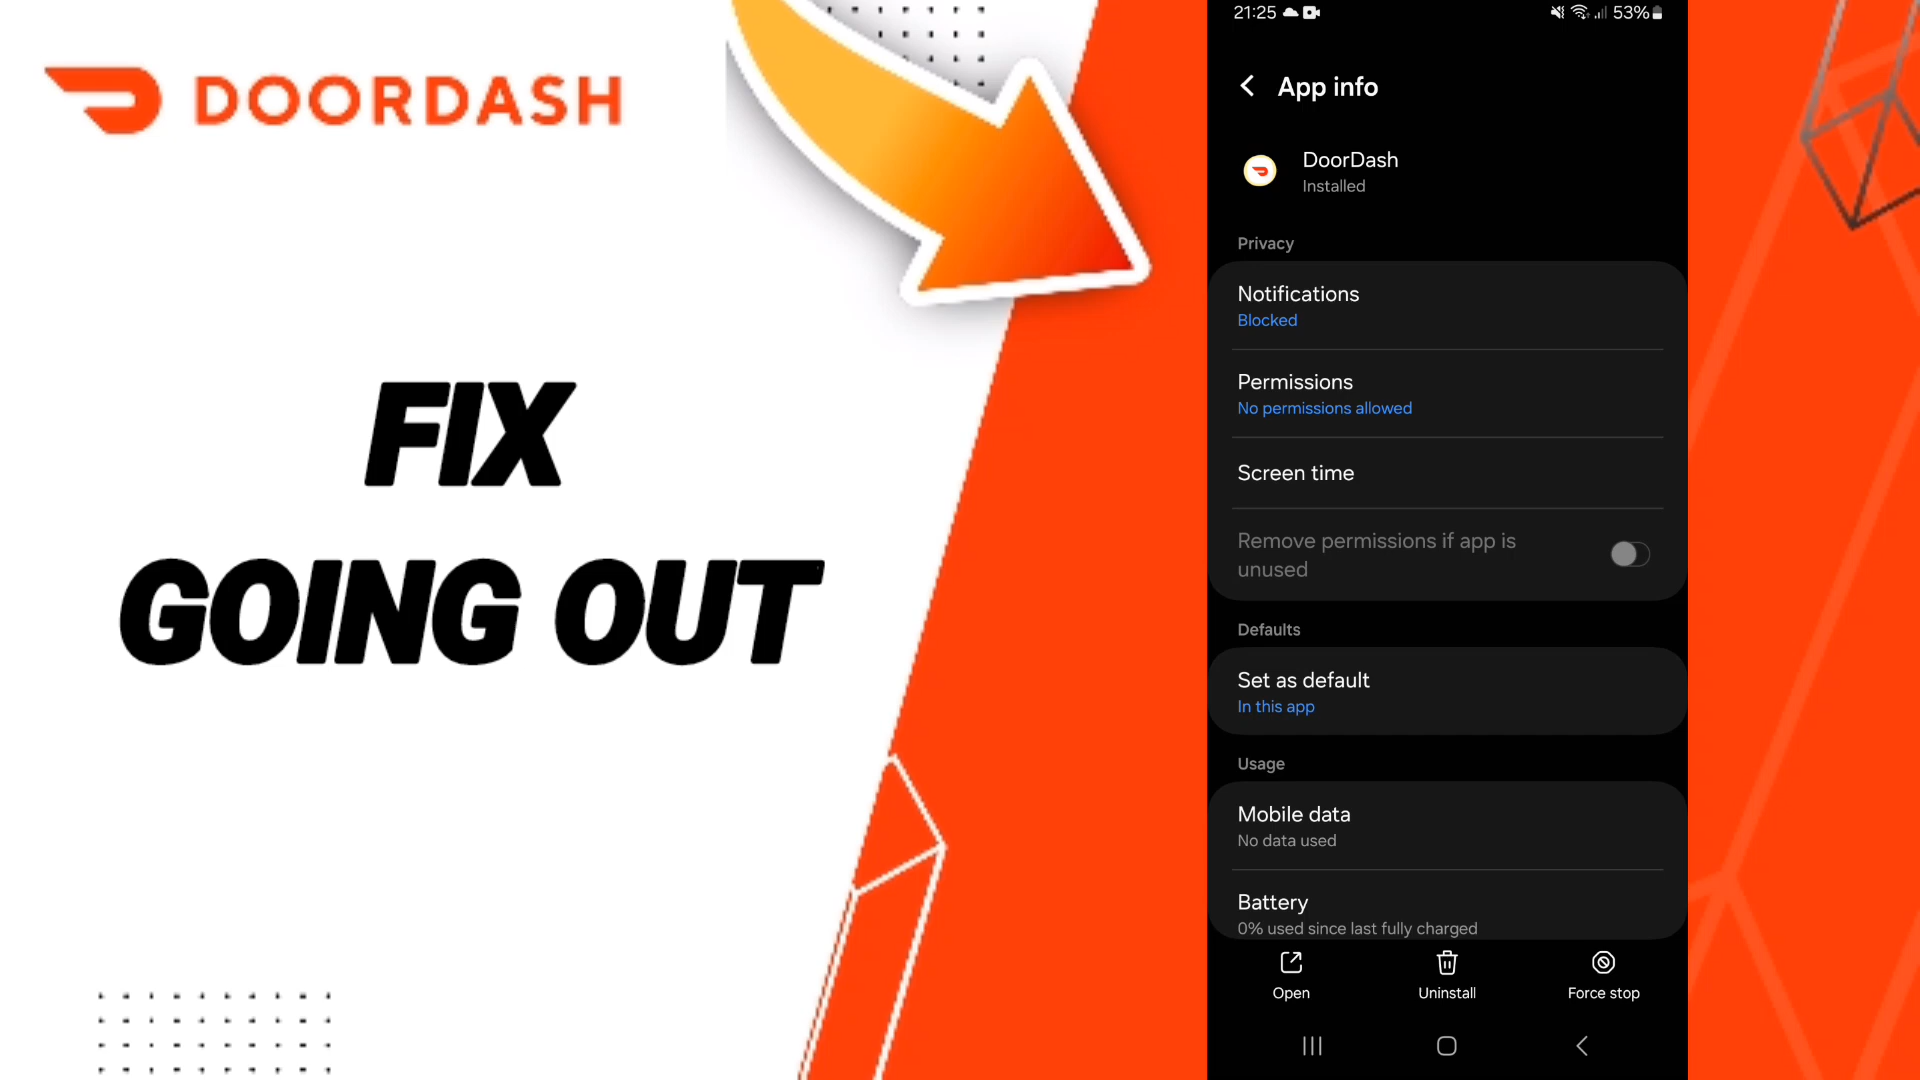 DOORDASH
FIX
GOING OUT
21:25
53%
App info
DoorDash
Installed
Privacy
Notifications
Blocked
Permissions
No permissions allowed
Screen time
Remove permissions if app is
unused
Defaults
Set as default
In this app
Usage
Mobile data
No data used
Battery
0% used since last fully charged
Open
Uninstall
Force stop